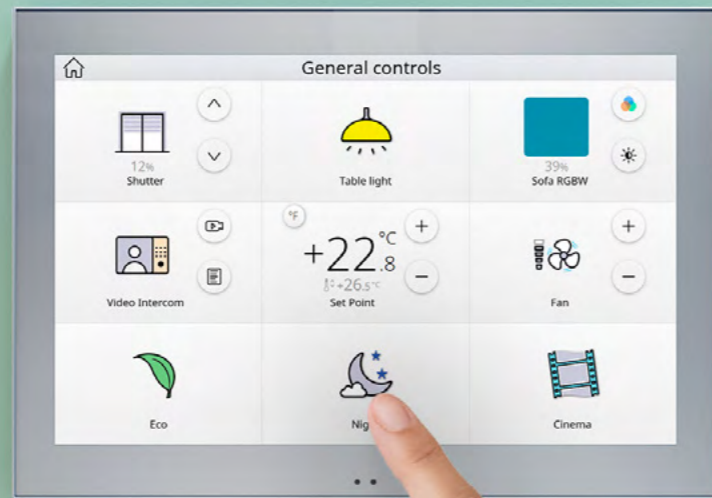 General controls
12%
Shutter
Table light
39%
Sofa RGBW
Video Intercom
°F
+22.8 °C
+26.5°C
Set Point
Fan
Eco
Nig
Cinema